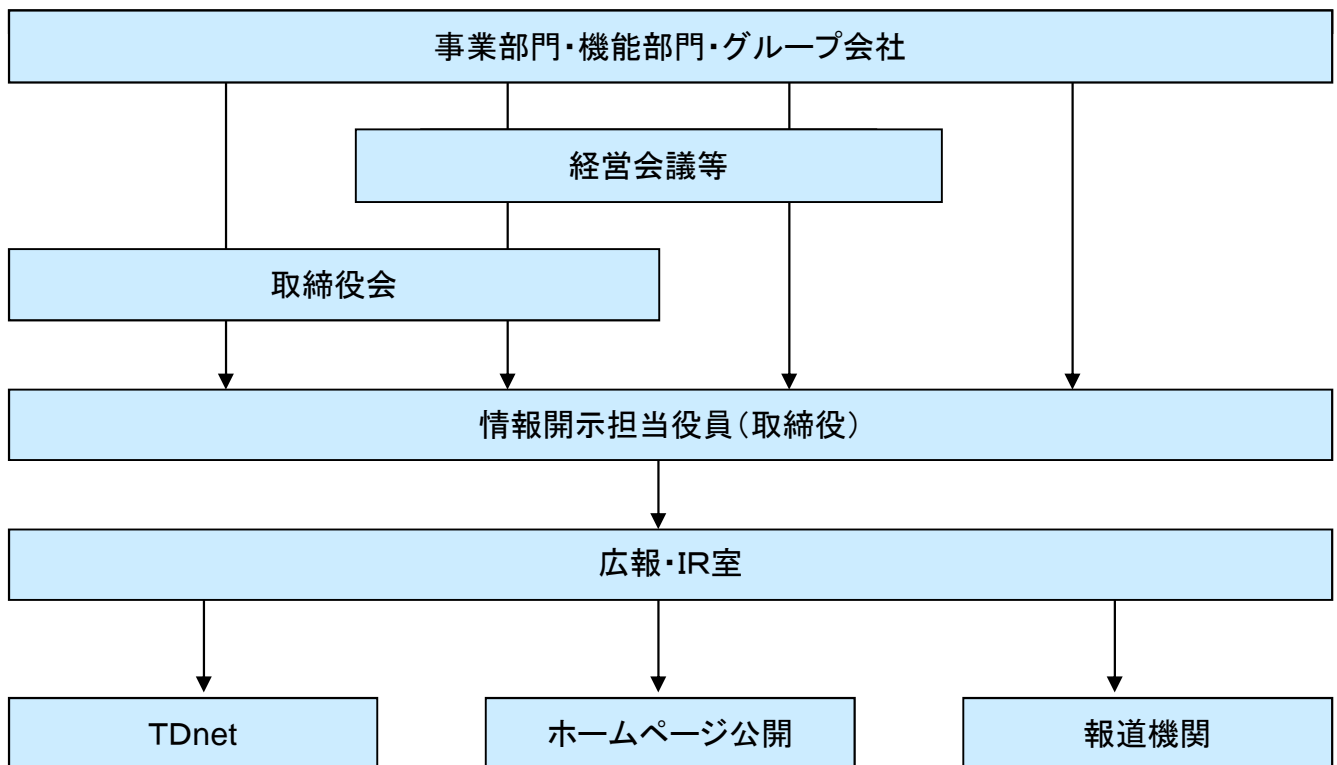 事業部門・機能部門・グループ会社
経営会議等
取締役会
情報開示担当役員（取締役）
広報・IR室
TDnet
ホームページ公開
報道機関